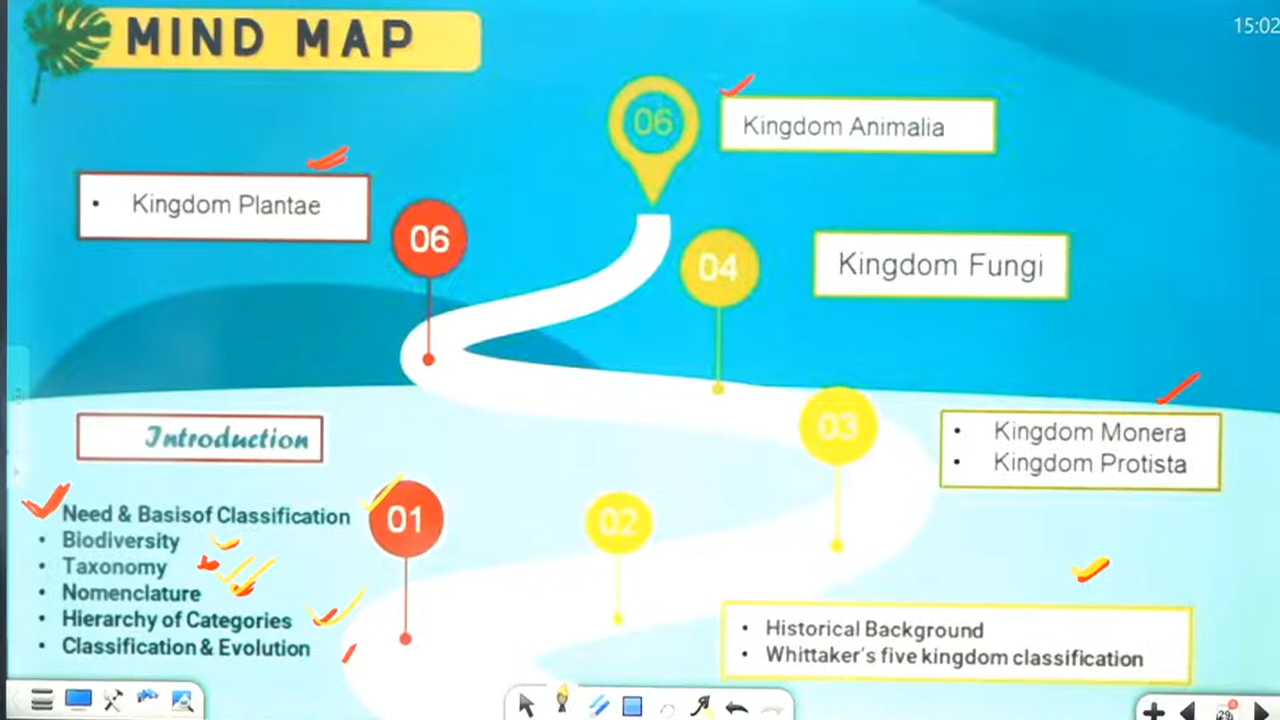 MIND MAP
15:02
06
Kingdom Animalia
• Kingdom Plantae
06
04
Kingdom Fungi
03
• Kingdom Monera
• Kingdom Protista
Introduction
01
02
Need & Basisof Classification
• Biodiversity
• Taxonomy
• Nomenclature
• Hierarchy of Categories
• Classification & Evolution
• Historical Background
• Whittaker's five kingdom classification